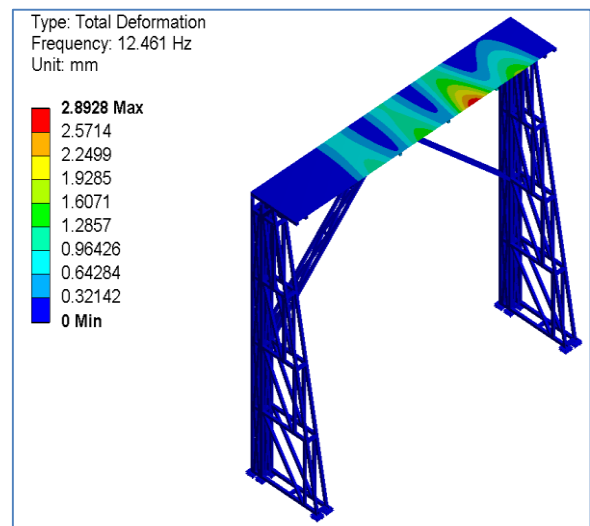 Type: Total Deformation
Frequency: 12.461 Hz
Unit: mm
2.8928 Max
2.5714
2.2499
1.9285
1.6071
1.2857
0.96426
0.64284
0.32142
0 Min